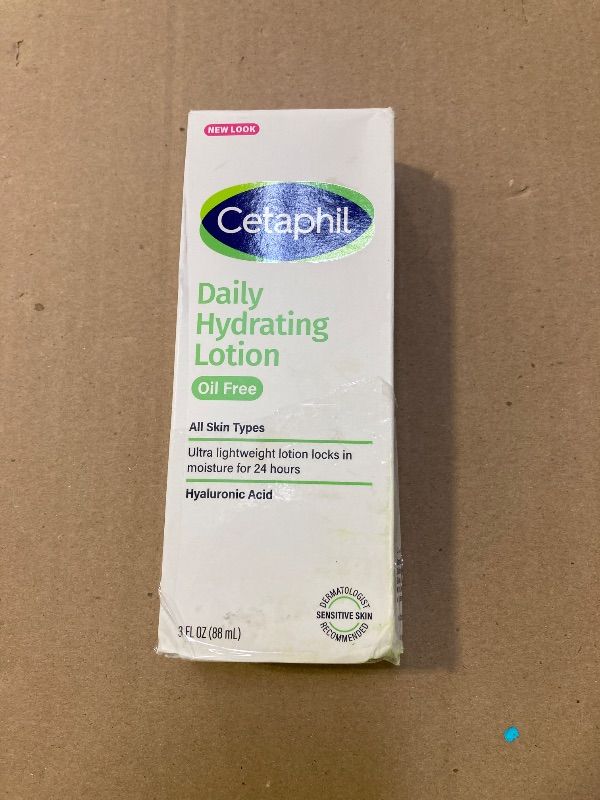 NEW LOOK
Cetaphil
Daily
Hydrating
Lotion
Oil Free
All Skin Types
Ultra lightweight lotion locks in
moisture for 24 hours
Hyaluronic Acid
DERMATOLOGIST
SENSITIVE SKIN
RECOMMENDED
3 FL OZ (88 mL)